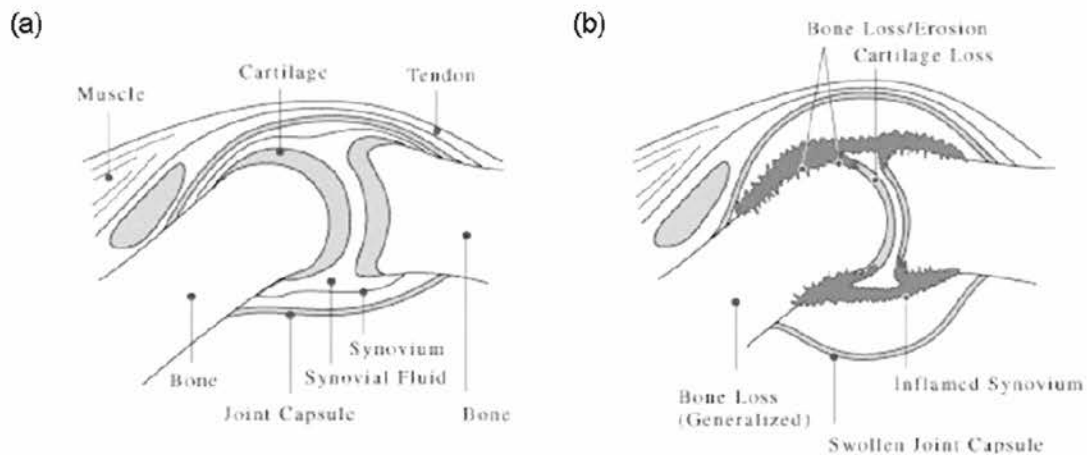 (a)
Cartilage
Tendon
Muscle
Synovium
Bone
Synovial Fluid
Joint Capsule
Bone
(b)
Bone Loss/Erosion
Cartilage Loss
Inflamed Synovium
Bone Loss
(Generalized)
Swollen Joint Capsule